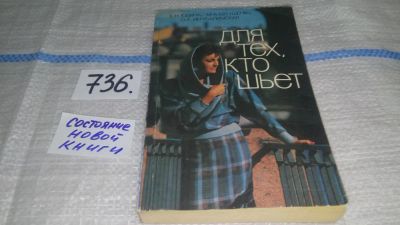 736.
СОСТОЯНИЕ
НОВОЙ
КНИГИ
ДЛЯ
ТЕХ,
КТО
ШЬЕТ